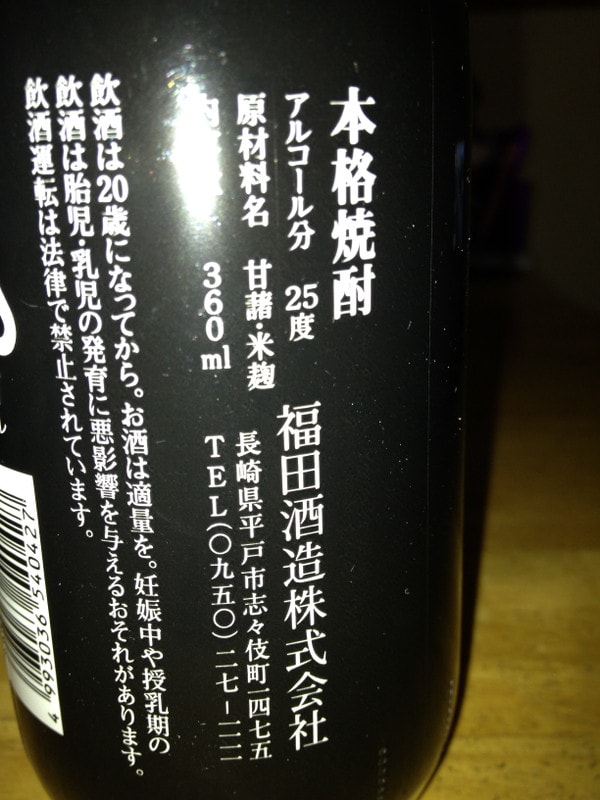 本格焼酎
アルコール分 25度
原材料名 甘藷・米麹
内 360ml
福田酒造株式会社
長崎県平戸市志々伎町一四七五
TEL(〇九五〇)二七ー一一一
飲酒は20歳になってから。お酒は適量を。妊娠中や授乳期の
飲酒は胎児・乳児の発育に悪影響を与えるおそれがあります。
飲酒運転は法律で禁止されています。
4 993036 540427